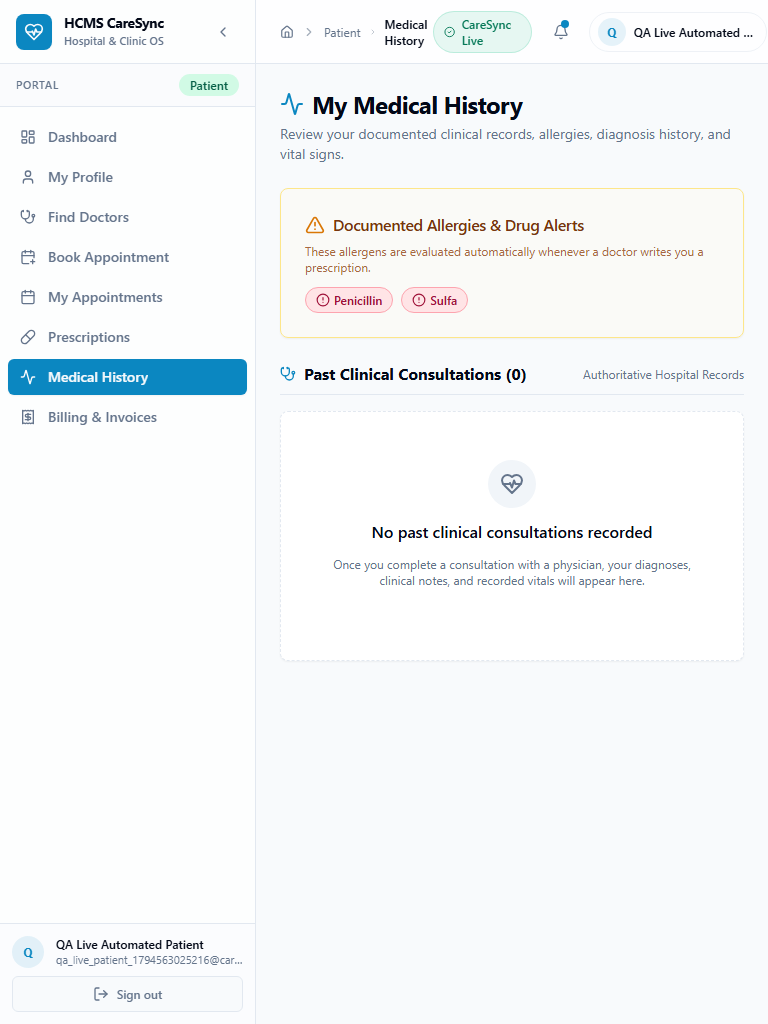 HCMS CareSync
Hospital & Clinic OS
PORTAL
Patient
Dashboard
My Profile
Find Doctors
Book Appointment
My Appointments
Prescriptions
Medical History
Billing & Invoices
QA Live Automated Patient
qa_live_patient_1794563025216@car...
Sign out
Patient
Medical
History
CareSync
Live
Q
QA Live Automated ...
My Medical History
Review your documented clinical records, allergies, diagnosis history, and
vital signs.
Documented Allergies & Drug Alerts
These allergens are evaluated automatically whenever a doctor writes you a
prescription.
Penicillin
Sulfa
Past Clinical Consultations (0)
Authoritative Hospital Records
No past clinical consultations recorded
Once you complete a consultation with a physician, your diagnoses,
clinical notes, and recorded vitals will appear here.
Q